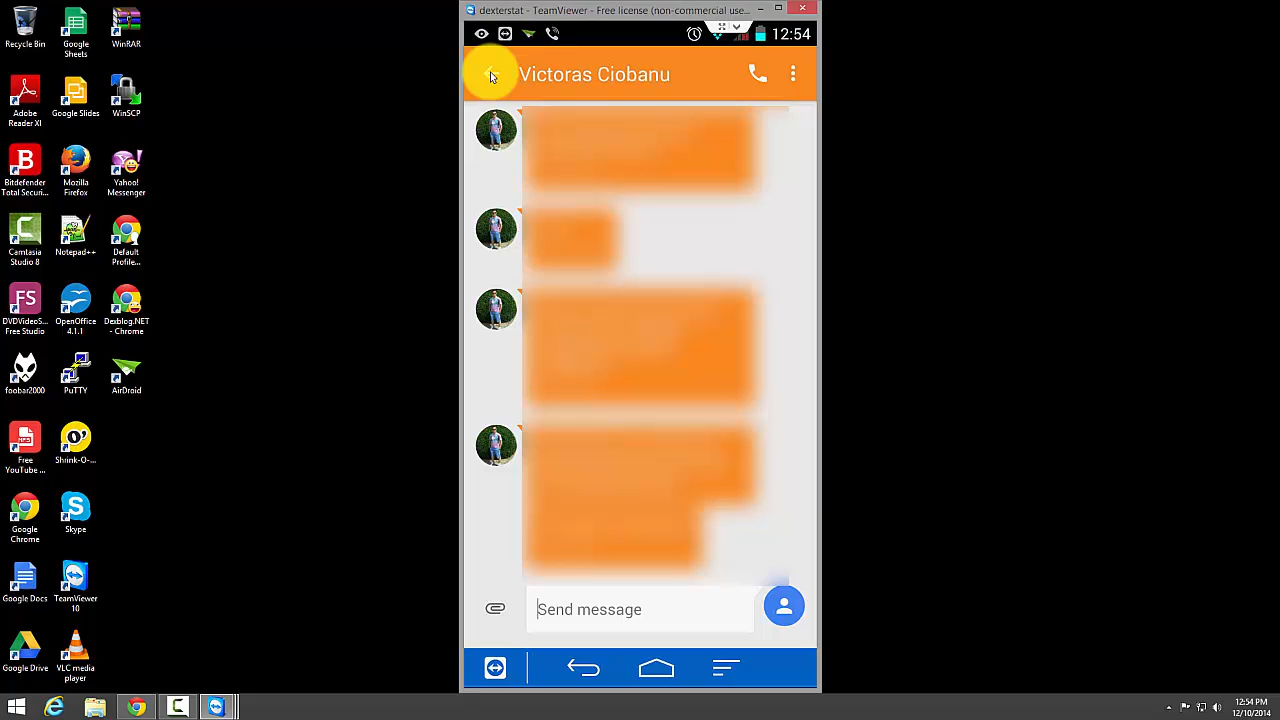 dexterstat - TeamViewer - Free license (non-commercial use...
12:54
Victoras Ciobanu
Send message
Recycle Bin
Google
Sheets
WinRAR
Adobe
Reader XI
Google Slides
WinSCP
Bitdefender
Total Securi...
Mozilla
Firefox
Yahoo!
Messenger
Camtasia
Studio 8
Notepad++
Default
Profile...
FS
DVDVideoS...
Free Studio
OpenOffice
4.1.1
Dexblog.NET
- Chrome
foobar2000
PuTTY
AirDroid
Free
YouTube ...
Shrink-O-...
Google
Chrome
Skype
Google Docs
TeamViewer
10
Google Drive
VLC media
player
12:54 PM
12/10/2014